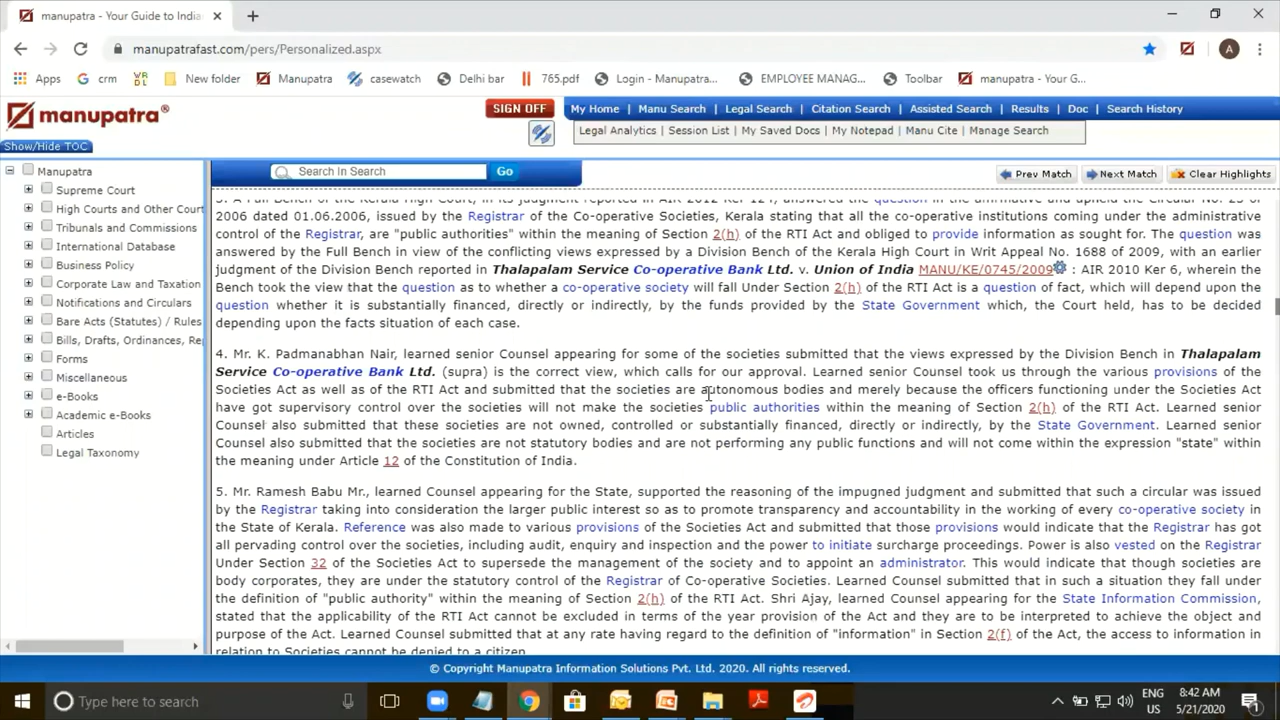 manupatra - Your Guide to India
manupatrafast.com/pers/Personalized.aspx
A
Apps
crm
WR
DL
New folder
Manupatra
casewatch
Delhi bar
765.pdf
Login - Manupatra...
EMPLOYEE MANAG...
Toolbar
manupatra - Your G...
manupatra®
SIGN OFF
My Home | Manu Search | Legal Search | Citation Search | Assisted Search | Results | Doc | Search History
Legal Analytics | Session List | My Saved Docs | My Notepad | Manu Cite | Manage Search
Show/Hide TOC
Search In Search
Go
Prev Match
Next Match
Clear Highlights
Manupatra
Supreme Court
High Courts and Other Court
Tribunals and Commissions
International Database
Business Policy
Corporate Law and Taxation
Notifications and Circulars
Bare Acts (Statutes) / Rules
Bills, Drafts, Ordinances, Re
Forms
Miscellaneous
e-Books
Academic e-Books
Articles
Legal Taxonomy
2006 dated 01.06.2006, issued by the Registrar of the Co-operative Societies, Kerala stating that all the co-operative institutions coming under the administrative
control of the Registrar, are "public authorities" within the meaning of Section 2(h) of the RTI Act and obliged to provide information as sought for. The question was
answered by the Full Bench in view of the conflicting views expressed by a Division Bench of the Kerala High Court in Writ Appeal No. 1688 of 2009, with an earlier
judgment of the Division Bench reported in Thalapalam Service Co-operative Bank Ltd. v. Union of India MANU/KE/0745/2009 : AIR 2010 Ker 6, wherein the
Bench took the view that the question as to whether a co-operative society will fall Under Section 2(h) of the RTI Act is a question of fact, which will depend upon the
question whether it is substantially financed, directly or indirectly, by the funds provided by the State Government which, the Court held, has to be decided
depending upon the facts situation of each case.
4. Mr. K. Padmanabhan Nair, learned senior Counsel appearing for some of the societies submitted that the views expressed by the Division Bench in Thalapalam
Service Co-operative Bank Ltd. (supra) is the correct view, which calls for our approval. Learned senior Counsel took us through the various provisions of the
Societies Act as well as of the RTI Act and submitted that the societies are autonomous bodies and merely because the officers functioning under the Societies Act
have got supervisory control over the societies will not make the societies public authorities within the meaning of Section 2(h) of the RTI Act. Learned senior
Counsel also submitted that these societies are not owned, controlled or substantially financed, directly or indirectly, by the State Government. Learned senior
Counsel also submitted that the societies are not statutory bodies and are not performing any public functions and will not come within the expression "state" within
the meaning under Article 12 of the Constitution of India.
5. Mr. Ramesh Babu Mr., learned Counsel appearing for the State, supported the reasoning of the impugned judgment and submitted that such a circular was issued
by the Registrar taking into consideration the larger public interest so as to promote transparency and accountability in the working of every co-operative society in
the State of Kerala. Reference was also made to various provisions of the Societies Act and submitted that those provisions would indicate that the Registrar has got
all pervading control over the societies, including audit, enquiry and inspection and the power to initiate surcharge proceedings. Power is also vested on the Registrar
Under Section 32 of the Societies Act to supersede the management of the society and to appoint an administrator. This would indicate that though societies are
body corporates, they are under the statutory control of the Registrar of Co-operative Societies. Learned Counsel submitted that in such a situation they fall under
the definition of "public authority" within the meaning of Section 2(h) of the RTI Act. Shri Ajay, learned Counsel appearing for the State Information Commission,
stated that the applicability of the RTI Act cannot be excluded in terms of the year provision of the Act and they are to be interpreted to achieve the object and
purpose of the Act. Learned Counsel submitted that at any rate having regard to the definition of "information" in Section 2(f) of the Act, the access to information in
relation to Societies cannot be denied to a citizen.
© Copyright Manupatra Information Solutions Pvt. Ltd. 2020. All rights reserved.
Type here to search
ENG
US
8:42 AM
5/21/2020
1